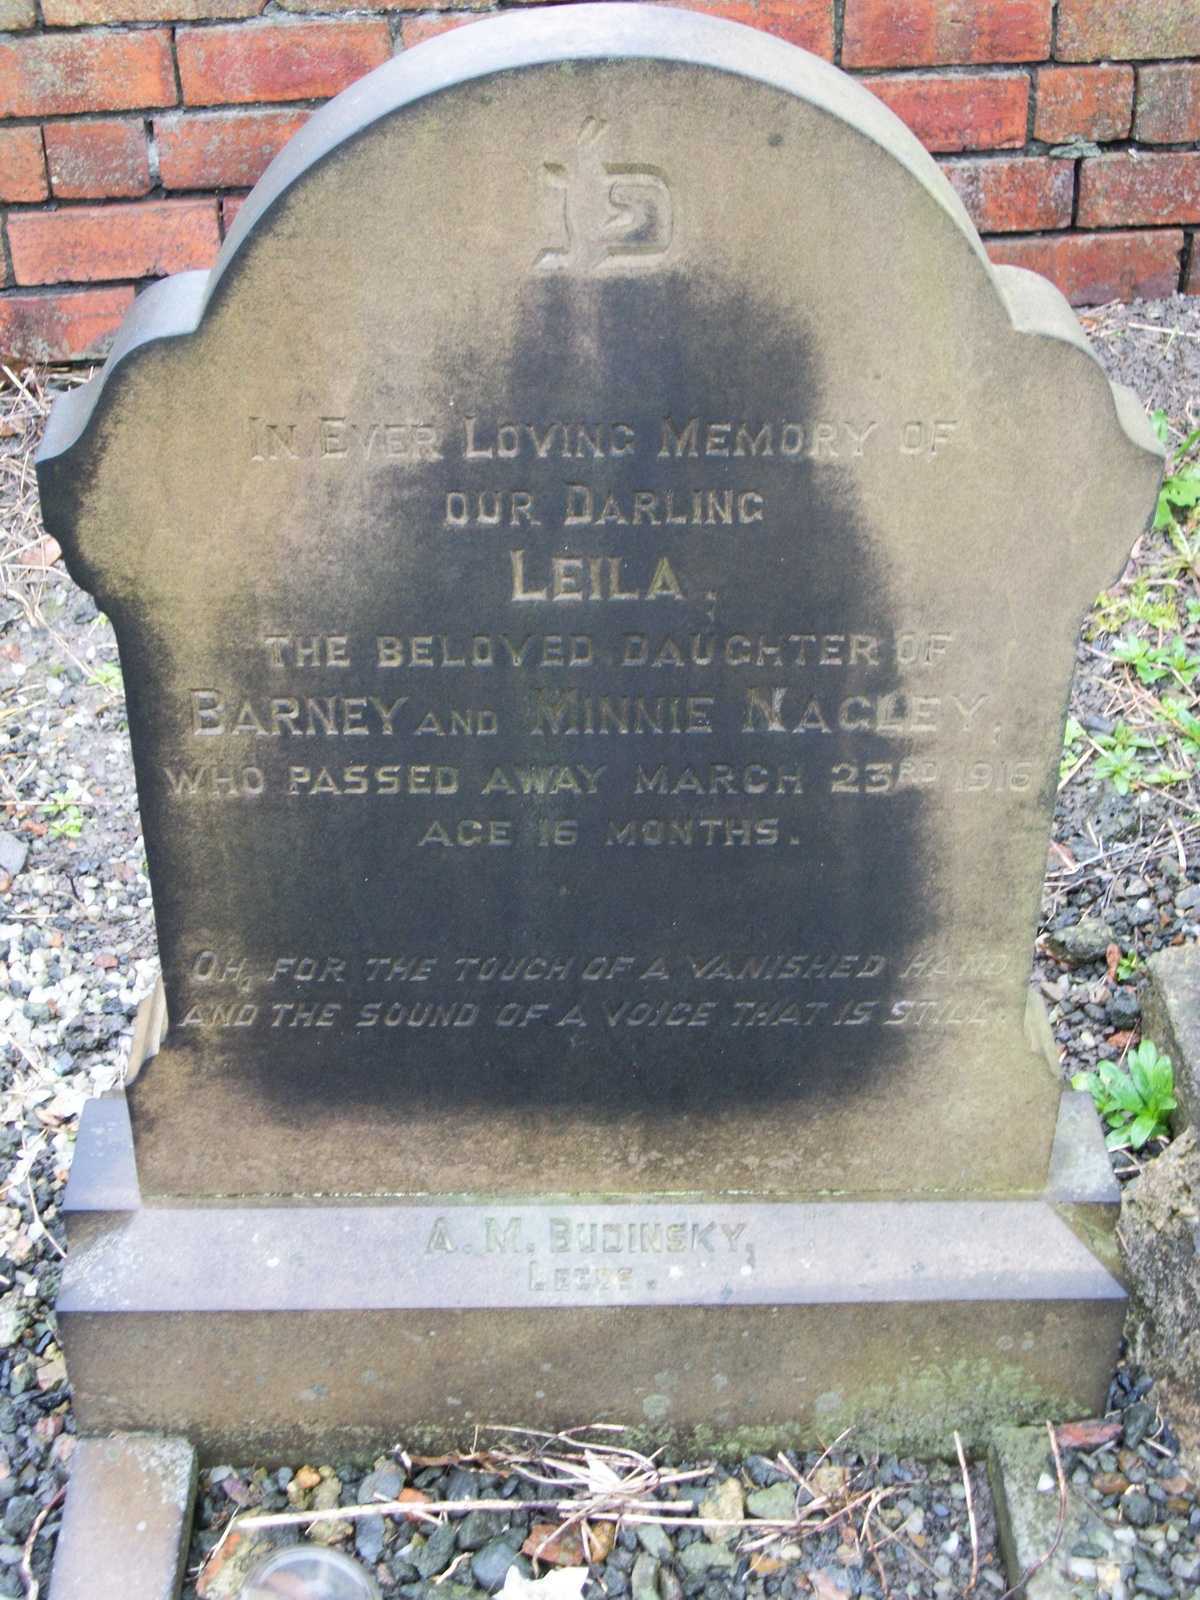 פ״נ
IN EVER LOVING MEMORY OF
OUR DARLING
LEILA,
THE BELOVED DAUGHTER OF
BARNEY AND MINNIE NAGLEY,
WHO PASSED AWAY MARCH 23RD 1916
AGE 16 MONTHS.
OH, FOR THE TOUCH OF A VANISHED HAND
AND THE SOUND OF A VOICE THAT IS STILL.
A. M. BUDINSKY,
LEEDS.